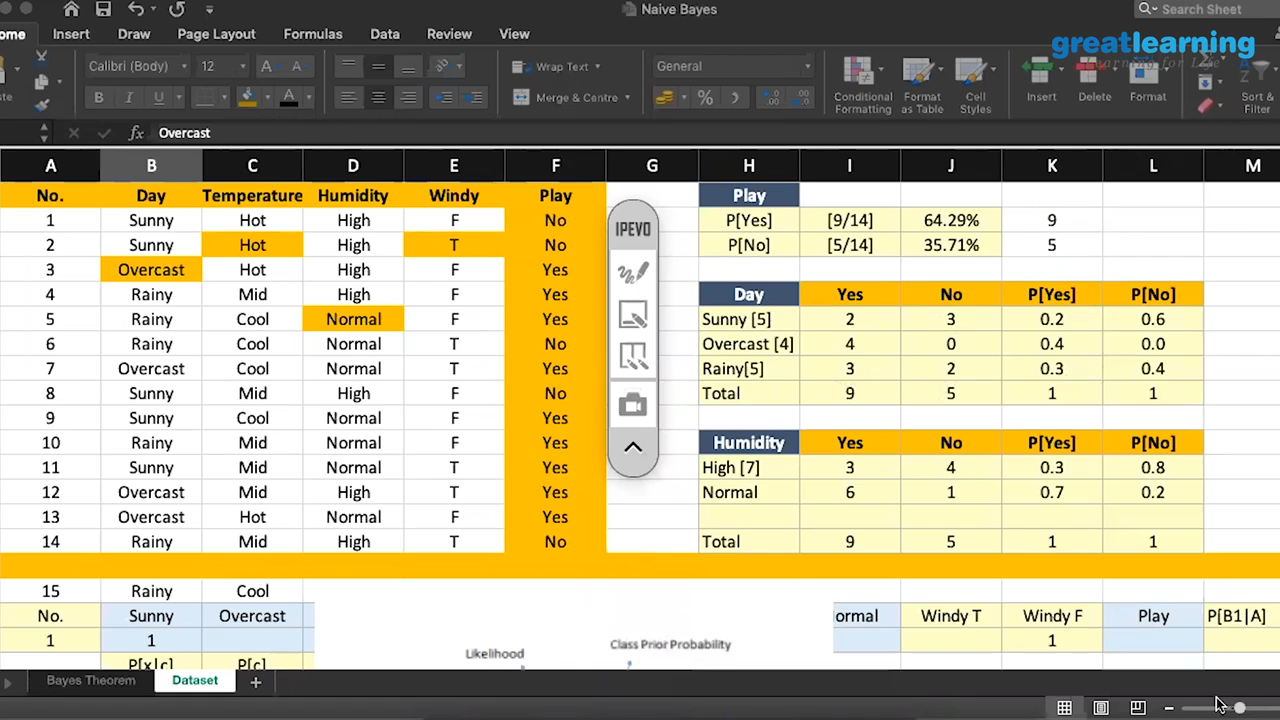 Naive Bayes
Search Sheet
greatlearning
Learning for Life
ome Insert Draw Page Layout Formulas Data Review View
Calibri (Body) 12 A A Wrap Text General
B I U A Merge & Centre % Conditional Formatting Format as Table Cell Styles Insert Delete Format Sort & Filter
fx Overcast
A B C D E F G H I J K L M
No. Day Temperature Humidity Windy Play Play
1 Sunny Hot High F No P[Yes] [9/14] 64.29% 9
2 Sunny Hot High T No P[No] [5/14] 35.71% 5
3 Overcast Hot High F Yes
4 Rainy Mid High F Yes Day Yes No P[Yes] P[No]
5 Rainy Cool Normal F Yes Sunny [5] 2 3 0.2 0.6
6 Rainy Cool Normal T No Overcast [4] 4 0 0.4 0.0
7 Overcast Cool Normal T Yes Rainy[5] 3 2 0.3 0.4
8 Sunny Mid High F No Total 9 5 1 1
9 Sunny Cool Normal F Yes
10 Rainy Mid Normal F Yes Humidity Yes No P[Yes] P[No]
11 Sunny Mid Normal T Yes High [7] 3 4 0.3 0.8
12 Overcast Mid High T Yes Normal 6 1 0.7 0.2
13 Overcast Hot Normal F Yes
14 Rainy Mid High T No Total 9 5 1 1
IPEVO
15 Rainy Cool
No. Sunny Overcast ormal Windy T Windy F Play P[B1|A]
1 1 1
Likelihood Class Prior Probability
P[x|c] P[c]
Bayes Theorem Dataset